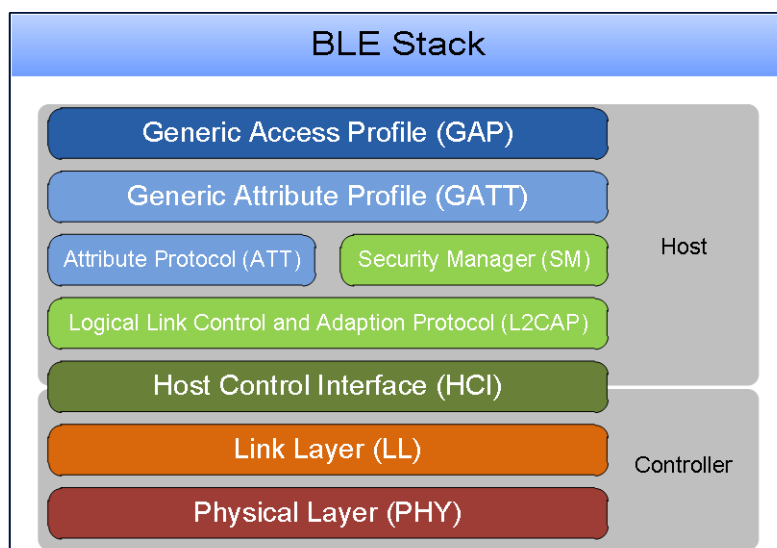 BLE Stack
Generic Access Profile (GAP)
Generic Attribute Profile (GATT)
Attribute Protocol (ATT)
Security Manager (SM)
Host
Logical Link Control and Adaption Protocol (L2CAP)
Host Control Interface (HCI)
Link Layer (LL)
Controller
Physical Layer (PHY)